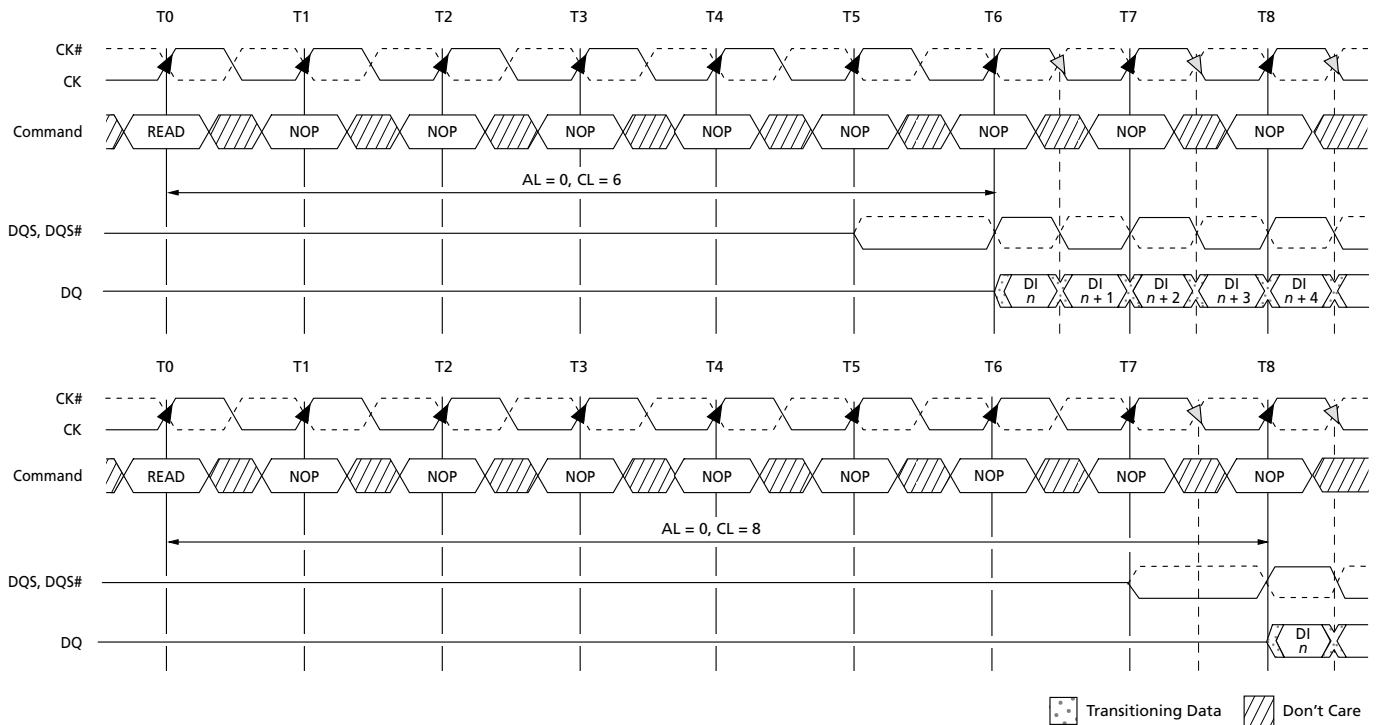 T0 T1 T2 T3 T4 T5 T6 T7 T8
CK#
CK
Command READ NOP NOP NOP NOP NOP NOP NOP NOP
AL = 0, CL = 6
DQS, DQS#
DQ DI n DI n + 1 DI n + 2 DI n + 3 DI n + 4
T0 T1 T2 T3 T4 T5 T6 T7 T8
CK#
CK
Command READ NOP NOP NOP NOP NOP NOP NOP NOP
AL = 0, CL = 8
DQS, DQS#
DQ DI n
Transitioning Data Don't Care